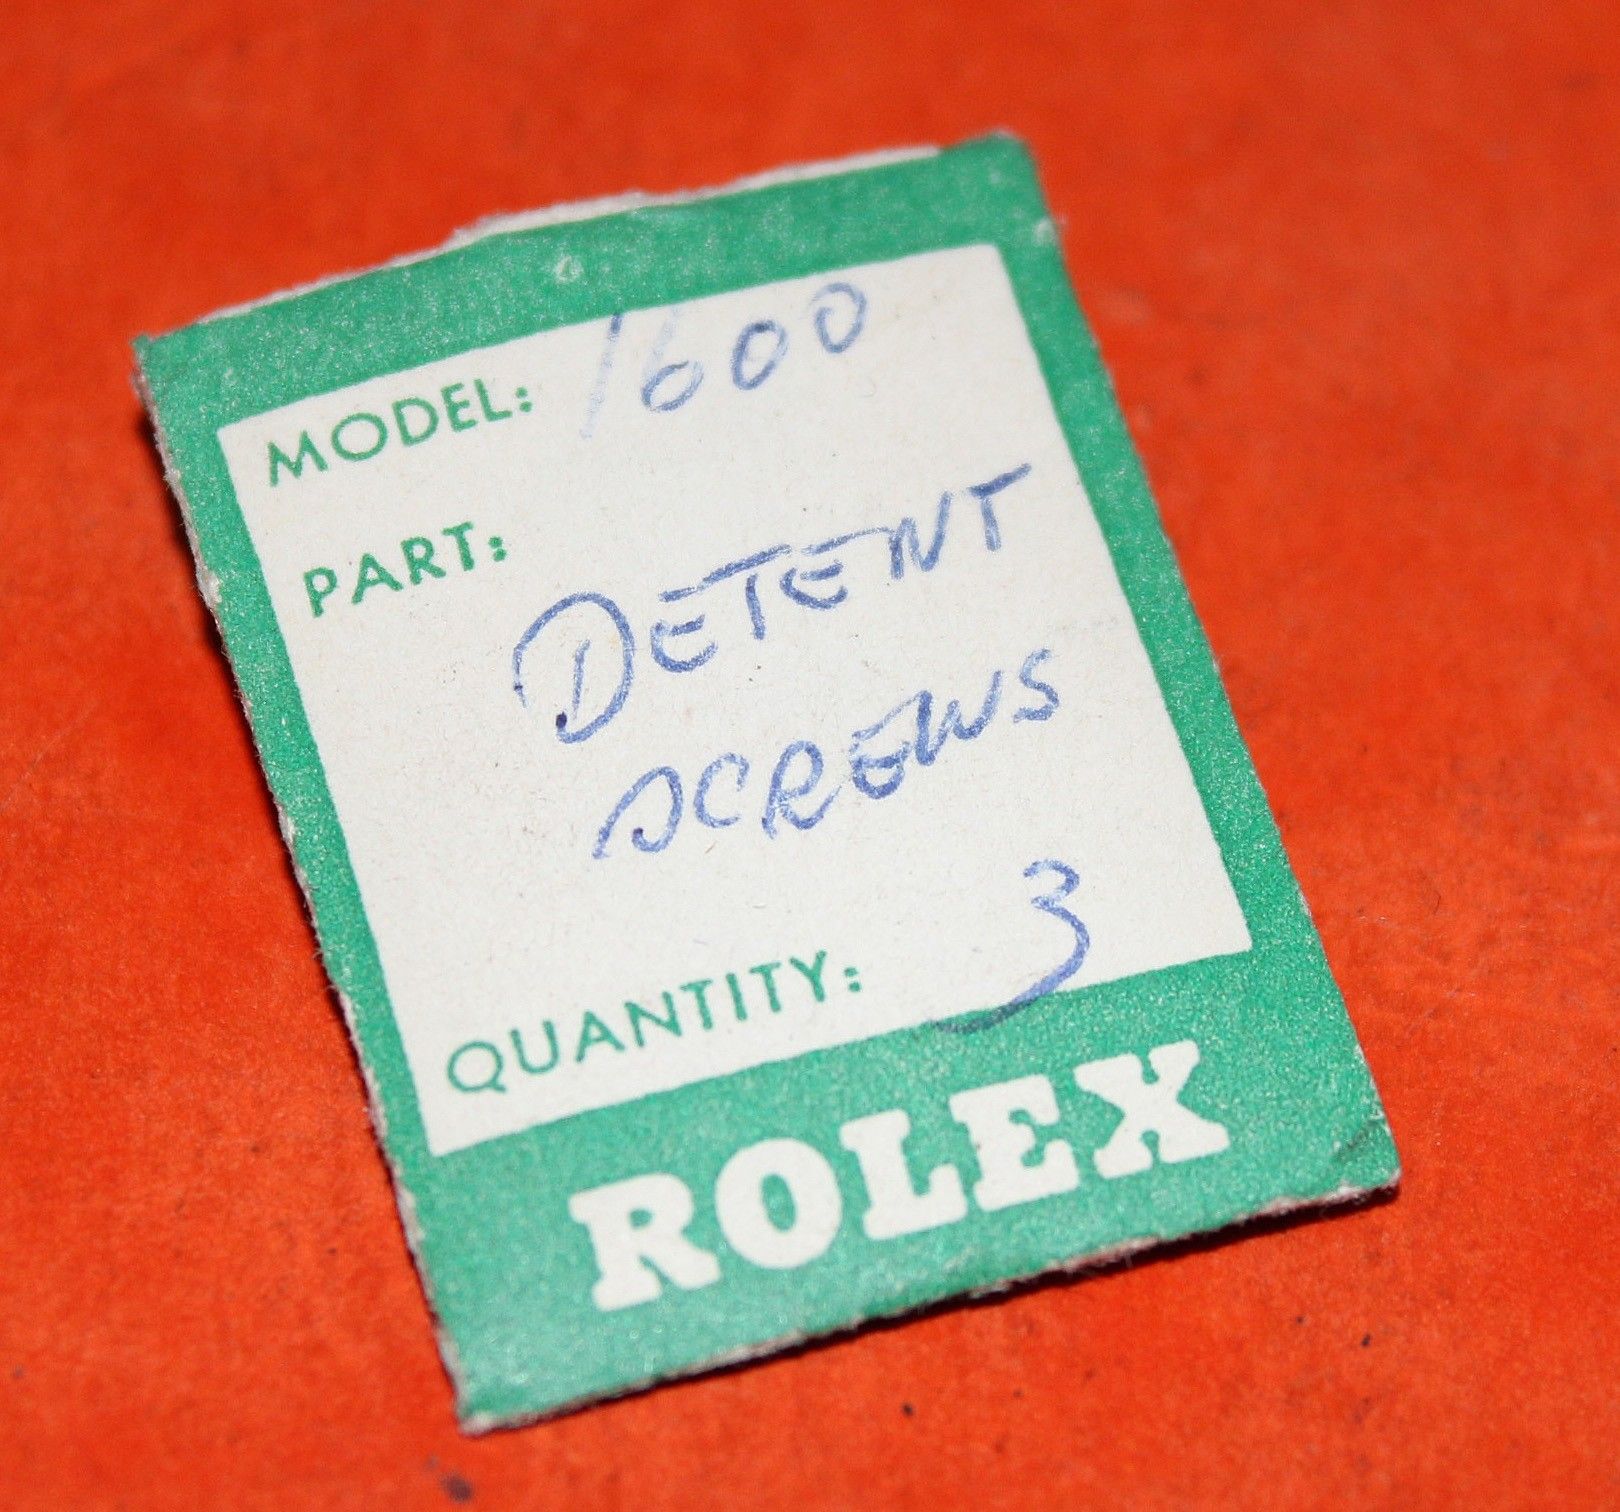 MODEL: 1600
PART:
DETENT
SCREWS
QUANTITY: 3
ROLEX